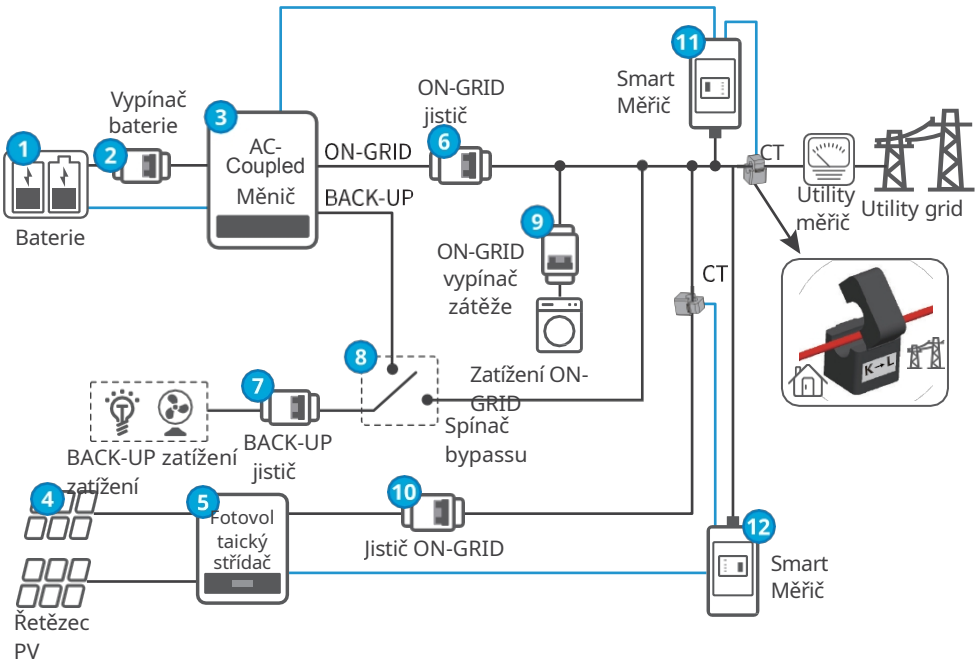 11
Smart
Měřič
ON-GRID
jistič
Vypínač
baterie
1
2
3
AC-
Coupled
Měnič
ON-GRID
BACK-UP
6
CT
Utility
měřič
Utility grid
Baterie
9
ON-GRID
vypínač
zátěže
CT
K→L
8
Zatížení ON-
GRID
Spínač
bypassu
7
BACK-UP zatížení
zatížení
BACK-UP
jistič
4
5
Fotovol
taický
střídač
10
Jistič ON-GRID
12
Smart
Měřič
Řetězec
PV